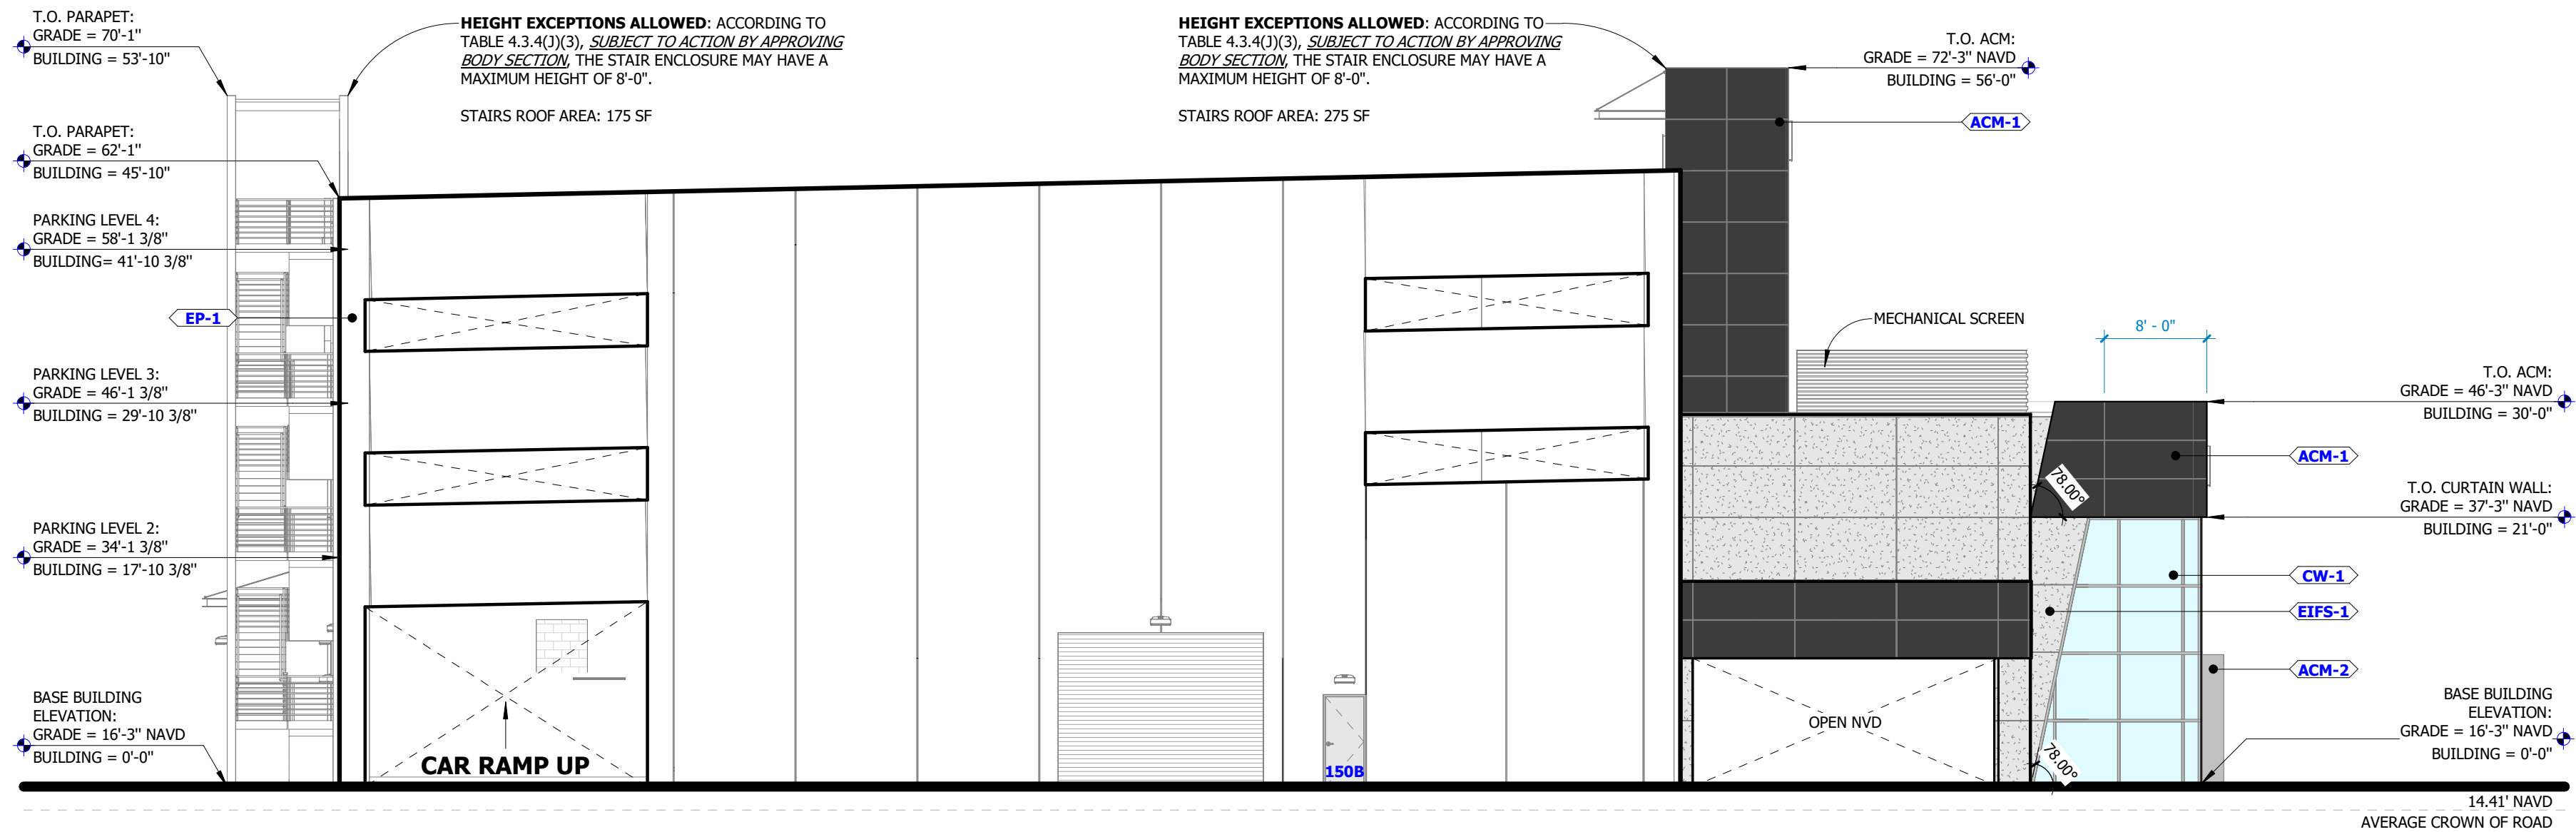 T.O. PARAPET:
GRADE = 70'-1"
BUILDING = 53'-10"
T.O. PARAPET:
GRADE = 62'-1"
BUILDING = 45'-10"
PARKING LEVEL 4:
GRADE = 58'-1 3/8"
BUILDING= 41'-10 3/8"
EP-1
PARKING LEVEL 3:
GRADE = 46'-1 3/8"
BUILDING = 29'-10 3/8"
PARKING LEVEL 2:
GRADE = 34'-1 3/8"
BUILDING = 17'-10 3/8"
BASE BUILDING
ELEVATION:
GRADE = 16'-3" NAVD
BUILDING = 0'-0"
HEIGHT EXCEPTIONS ALLOWED: ACCORDING TO
TABLE 4.3.4(J)(3), SUBJECT TO ACTION BY APPROVING
BODY SECTION, THE STAIR ENCLOSURE MAY HAVE A
MAXIMUM HEIGHT OF 8'-0".
STAIRS ROOF AREA: 175 SF
HEIGHT EXCEPTIONS ALLOWED: ACCORDING TO
TABLE 4.3.4(J)(3), SUBJECT TO ACTION BY APPROVING
BODY SECTION, THE STAIR ENCLOSURE MAY HAVE A
MAXIMUM HEIGHT OF 8'-0".
STAIRS ROOF AREA: 275 SF
T.O. ACM:
GRADE = 72'-3" NAVD
BUILDING = 56'-0"
ACM-1
MECHANICAL SCREEN
8' - 0"
T.O. ACM:
GRADE = 46'-3" NAVD
BUILDING = 30'-0"
ACM-1
78.00°
T.O. CURTAIN WALL:
GRADE = 37'-3" NAVD
BUILDING = 21'-0"
CW-1
EIFS-1
ACM-2
BASE BUILDING
ELEVATION:
GRADE = 16'-3" NAVD
BUILDING = 0'-0"
CAR RAMP UP
150B
OPEN NVD
78.00°
14.41' NAVD
AVERAGE CROWN OF ROAD